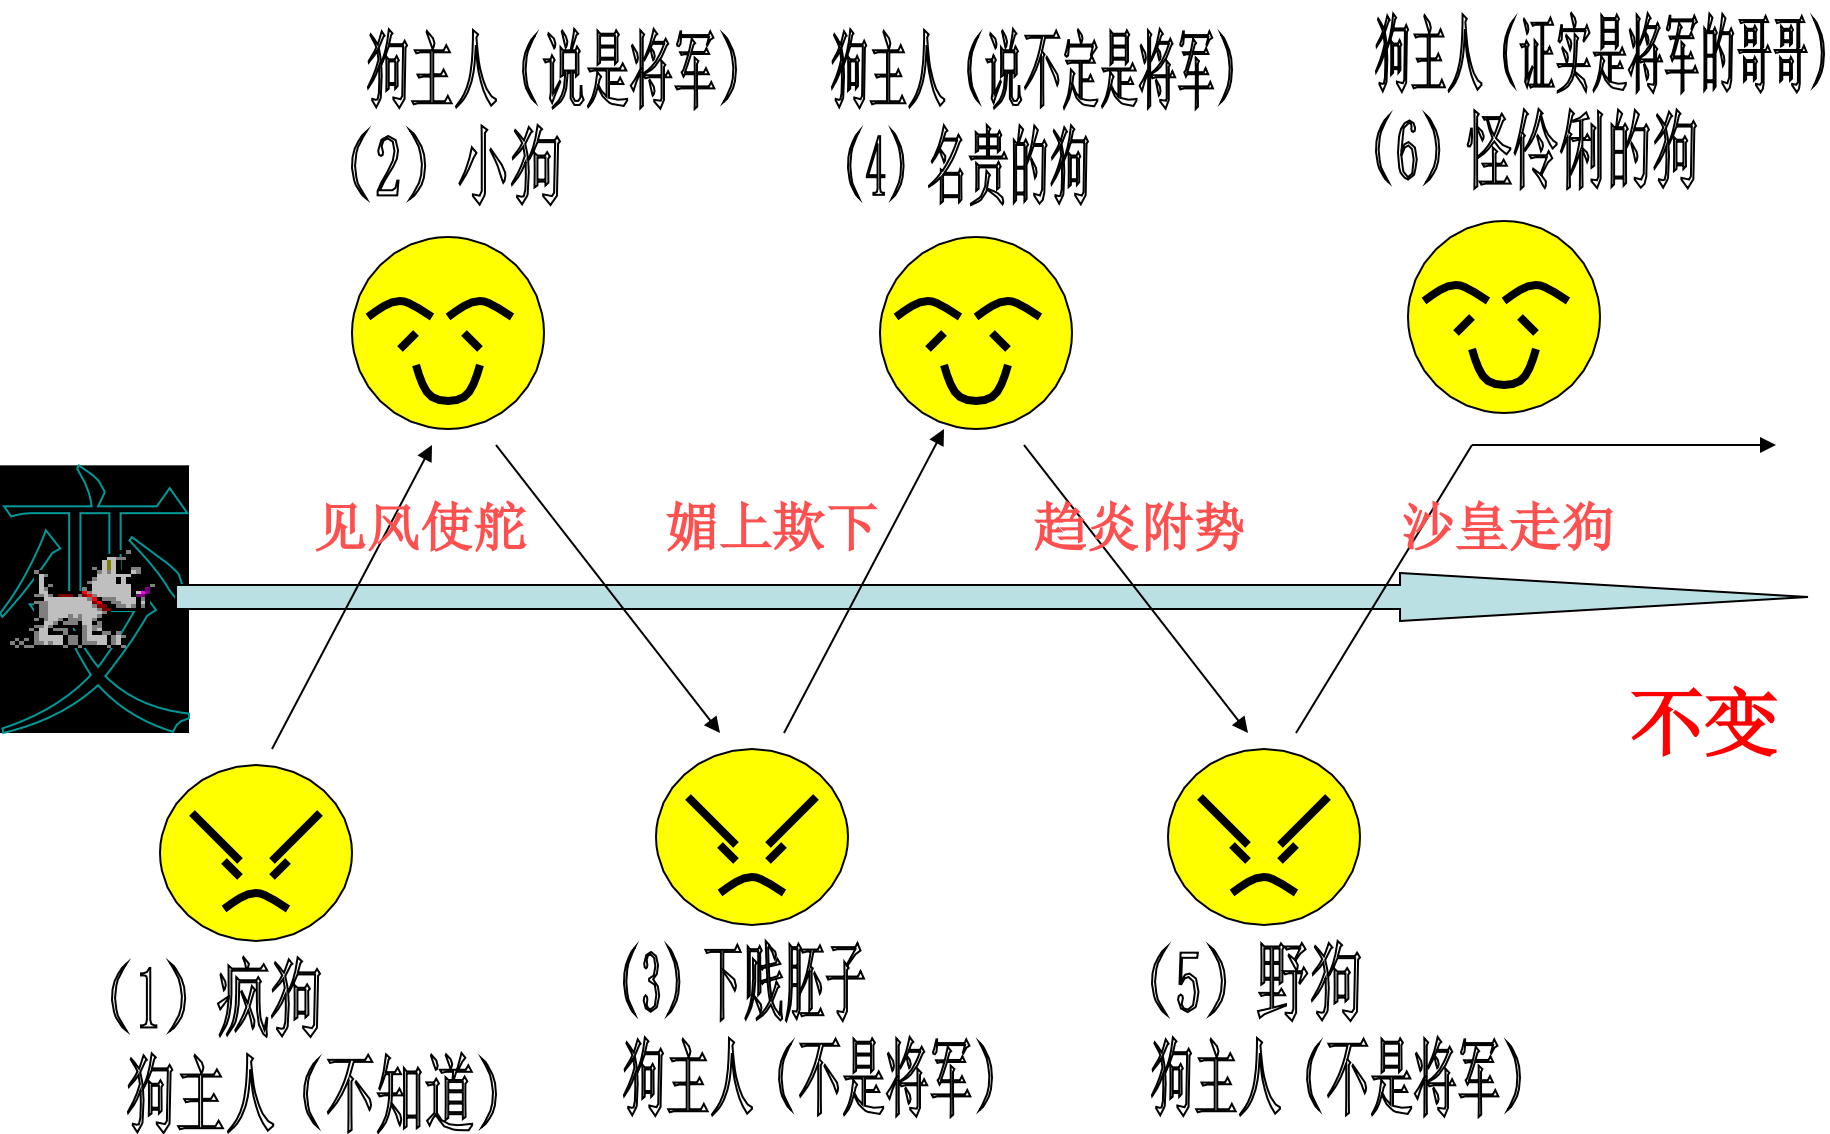 狗主人（说是将军）
（2）小狗
狗主人（说不定是将军）
（4）名贵的狗
狗主人（证实是将军的哥哥）
（6）怪伶俐的狗
变
见风使舵
媚上欺下
趋炎附势
沙皇走狗
不变
（1）疯狗
狗主人（不知道）
（3）下贱胚子
狗主人（不是将军）
（5）野狗
狗主人（不是将军）